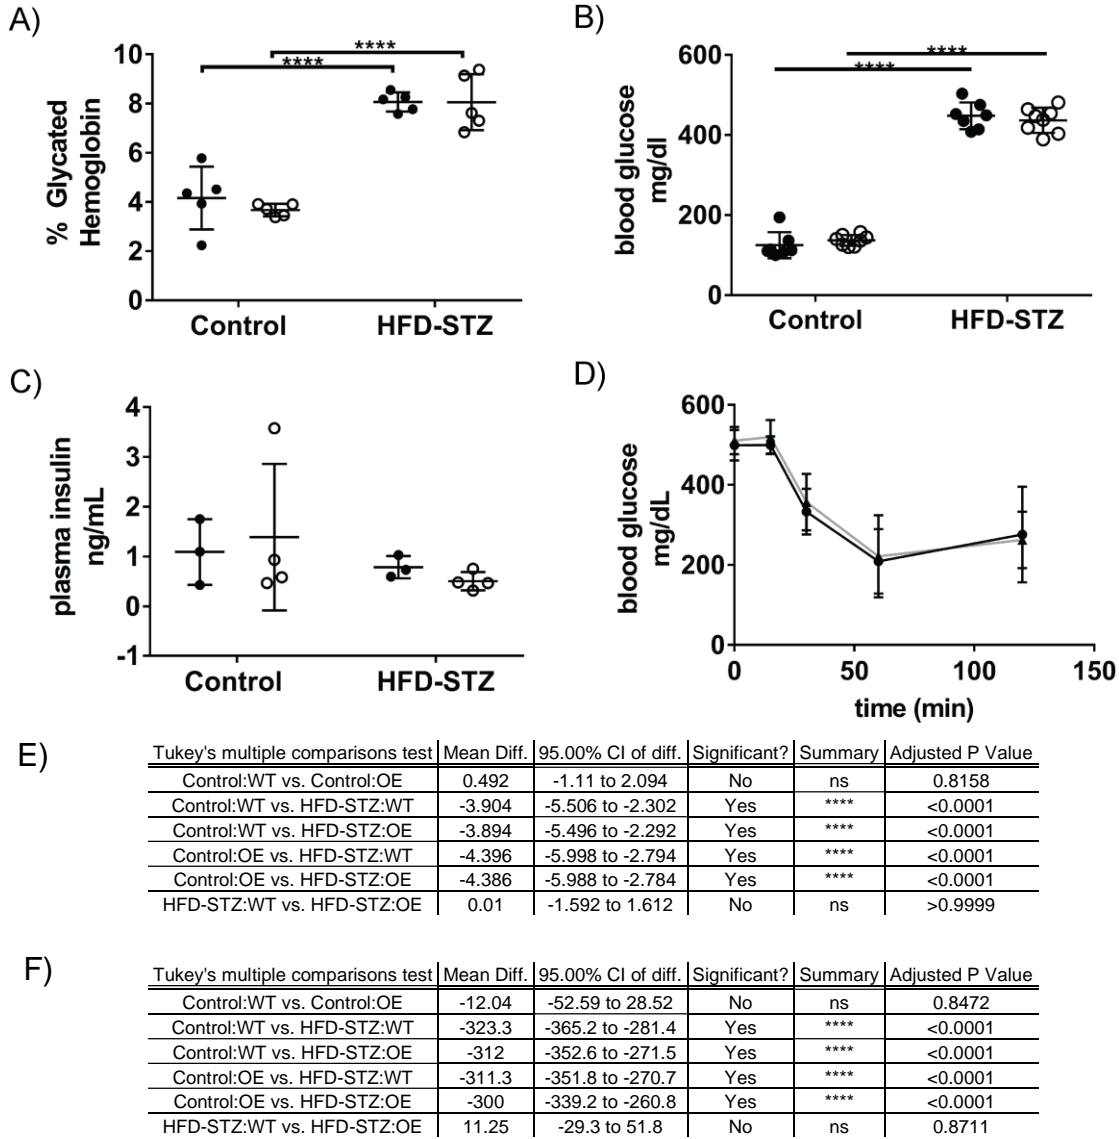 A)
% Glycated
Hemoglobin
10
8
6
4
2
0
****
****
Control HFD-STZ
B)
blood glucose
mg/dl
600
400
200
0
****
****
Control HFD-STZ
C)
plasma insulin
ng/mL
4
3
2
1
0
-1
Control HFD-STZ
D)
blood glucose
mg/dL
600
400
200
0
0 50 100 150
time (min)
E)
Tukey's multiple comparisons test Mean Diff. 95.00% CI of diff. Significant? Summary Adjusted P Value
Control:WT vs. Control:OE 0.492 -1.11 to 2.094 No ns 0.8158
Control:WT vs. HFD-STZ:WT -3.904 -5.506 to -2.302 Yes **** <0.0001
Control:WT vs. HFD-STZ:OE -3.894 -5.496 to -2.292 Yes **** <0.0001
Control:OE vs. HFD-STZ:WT -4.396 -5.998 to -2.794 Yes **** <0.0001
Control:OE vs. HFD-STZ:OE -4.386 -5.988 to -2.784 Yes **** <0.0001
HFD-STZ:WT vs. HFD-STZ:OE 0.01 -1.592 to 1.612 No ns >0.9999
F)
Tukey's multiple comparisons test Mean Diff. 95.00% CI of diff. Significant? Summary Adjusted P Value
Control:WT vs. Control:OE -12.04 -52.59 to 28.52 No ns 0.8472
Control:WT vs. HFD-STZ:WT -323.3 -365.2 to -281.4 Yes **** <0.0001
Control:WT vs. HFD-STZ:OE -312 -352.6 to -271.5 Yes **** <0.0001
Control:OE vs. HFD-STZ:WT -311.3 -351.8 to -270.7 Yes **** <0.0001
Control:OE vs. HFD-STZ:OE -300 -339.2 to -260.8 Yes **** <0.0001
HFD-STZ:WT vs. HFD-STZ:OE 11.25 -29.3 to 51.8 No ns 0.8711